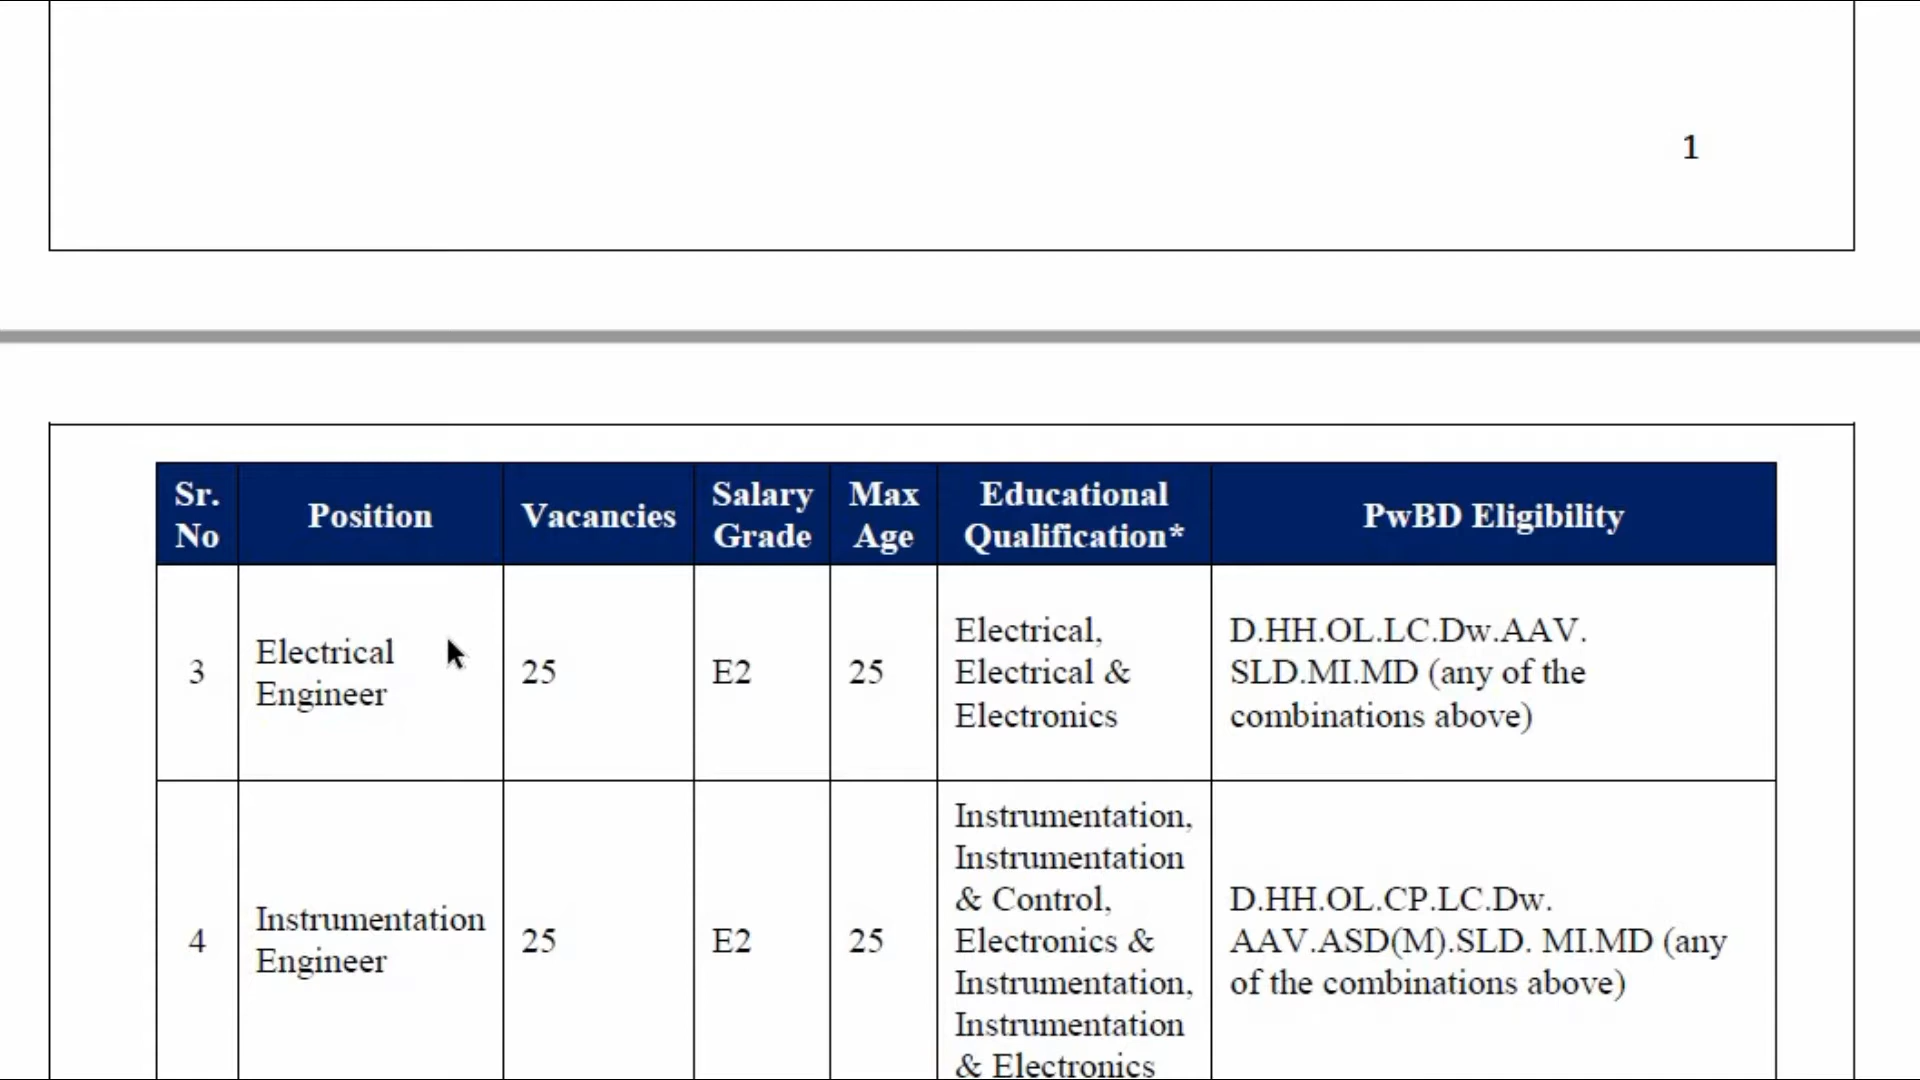 1
Sr. No | Position | Vacancies | Salary Grade | Max Age | Educational Qualification* | PwBD Eligibility
3
Electrical
Engineer
25
E2
25
Electrical,
Electrical &
Electronics
D.HH.OL.LC.Dw.AAV.
SLD.MI.MD (any of the
combinations above)
4
Instrumentation
Engineer
25
E2
25
Instrumentation,
Instrumentation
& Control,
Electronics &
Instrumentation,
Instrumentation
& Electronics
D.HH.OL.CP.LC.Dw.
AAV.ASD(M).SLD. MI.MD (any
of the combinations above)